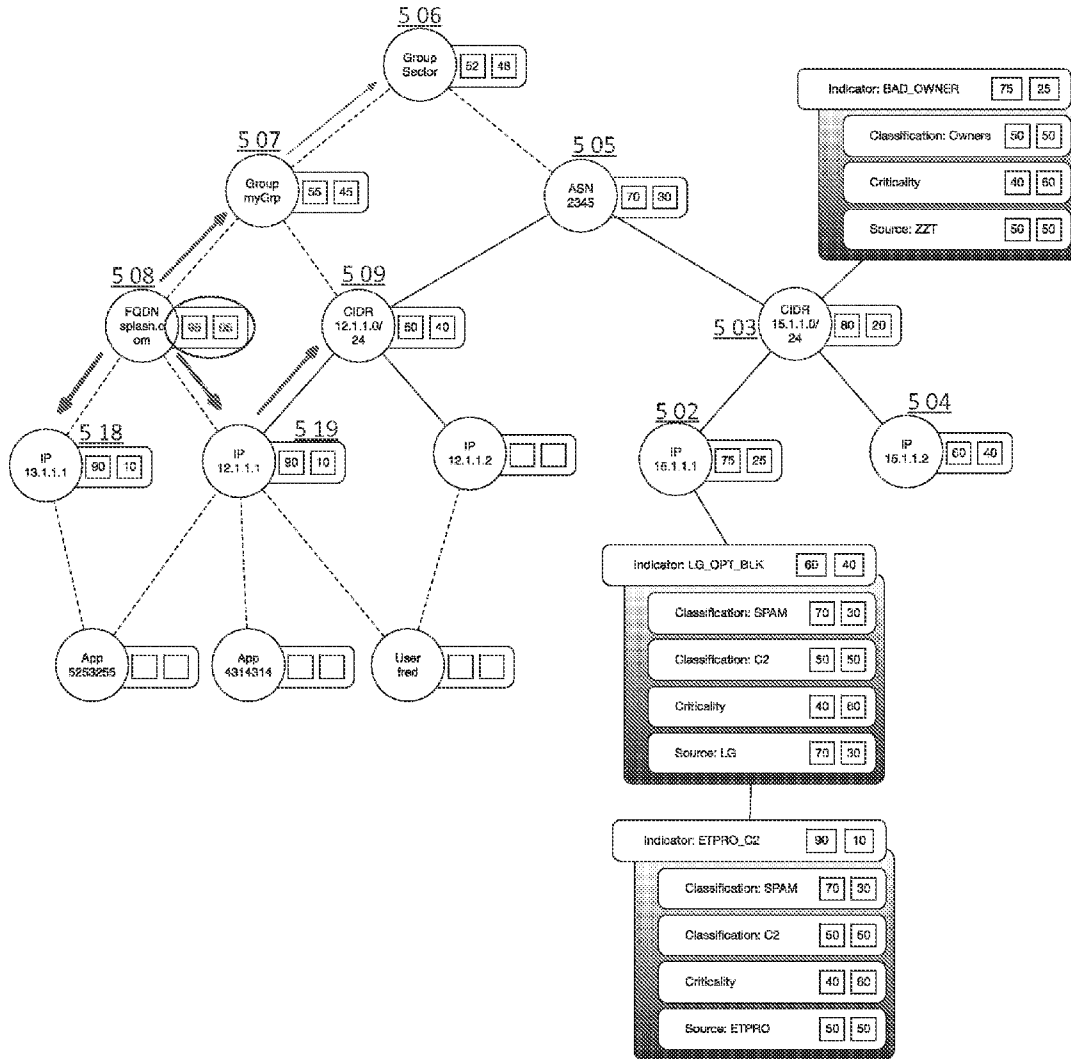 5 06
Group
Sector
52 48
Indicator: BAD_OWNER 75 25
Classification: Owners 50 50
Criticality 40 60
Source: ZZT 50 50
5 07
Group
myGrp
55 45
5 05
ASN
2345
70 30
5 08
FQDN
splash.c
om
5 09
CIDR
12.1.1.0/
24
40
5 03
CIDR
15.1.1.0/
24
80 20
5 18
IP
13.1.1.1
90 10
5 19
IP
12.1.1.1
90 10
IP
12.1.1.2
5 02
IP
15.1.1.1
75 25
5 04
IP
15.1.1.2
60 40
App
5253255
App
4314314
User
fred
Indicator: LG_OPT_BLK 60 40
Classification: SPAM 70 30
Classification: C2 50 50
Criticality 40 60
Source: LG 70 30
Indicator: ETPRO_C2 90 10
Classification: SPAM 70 30
Classification: C2 50 50
Criticality 40 60
Source: ETPRO 50 50